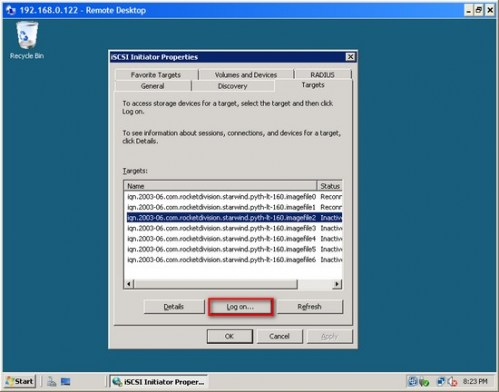 192.168.0.122 - Remote Desktop
Recycle Bin
iSCSI Initiator Properties
Favorite Targets Volumes and Devices RADIUS
General Discovery Targets
To access storage devices for a target, select the target and then click
Log on.
To see information about sessions, connections, and devices for a target,
click Details.
Targets:
Name Status
iqn.2003-06.com.rocketdivision.starwind.pyth-lt-160.imagefile0 Reconn
iqn.2003-06.com.rocketdivision.starwind.pyth-lt-160.imagefile1 Reconn
iqn.2003-06.com.rocketdivision.starwind.pyth-lt-160.imagefile2 Inactive
iqn.2003-06.com.rocketdivision.starwind.pyth-lt-160.imagefile3 Inactive
iqn.2003-06.com.rocketdivision.starwind.pyth-lt-160.imagefile4 Inactive
iqn.2003-06.com.rocketdivision.starwind.pyth-lt-160.imagefile5 Inactive
iqn.2003-06.com.rocketdivision.starwind.pyth-lt-160.imagefile6 Inactive
Details Log on... Refresh
OK Cancel Apply
Start iSCSI Initiator Proper... 8:23 PM